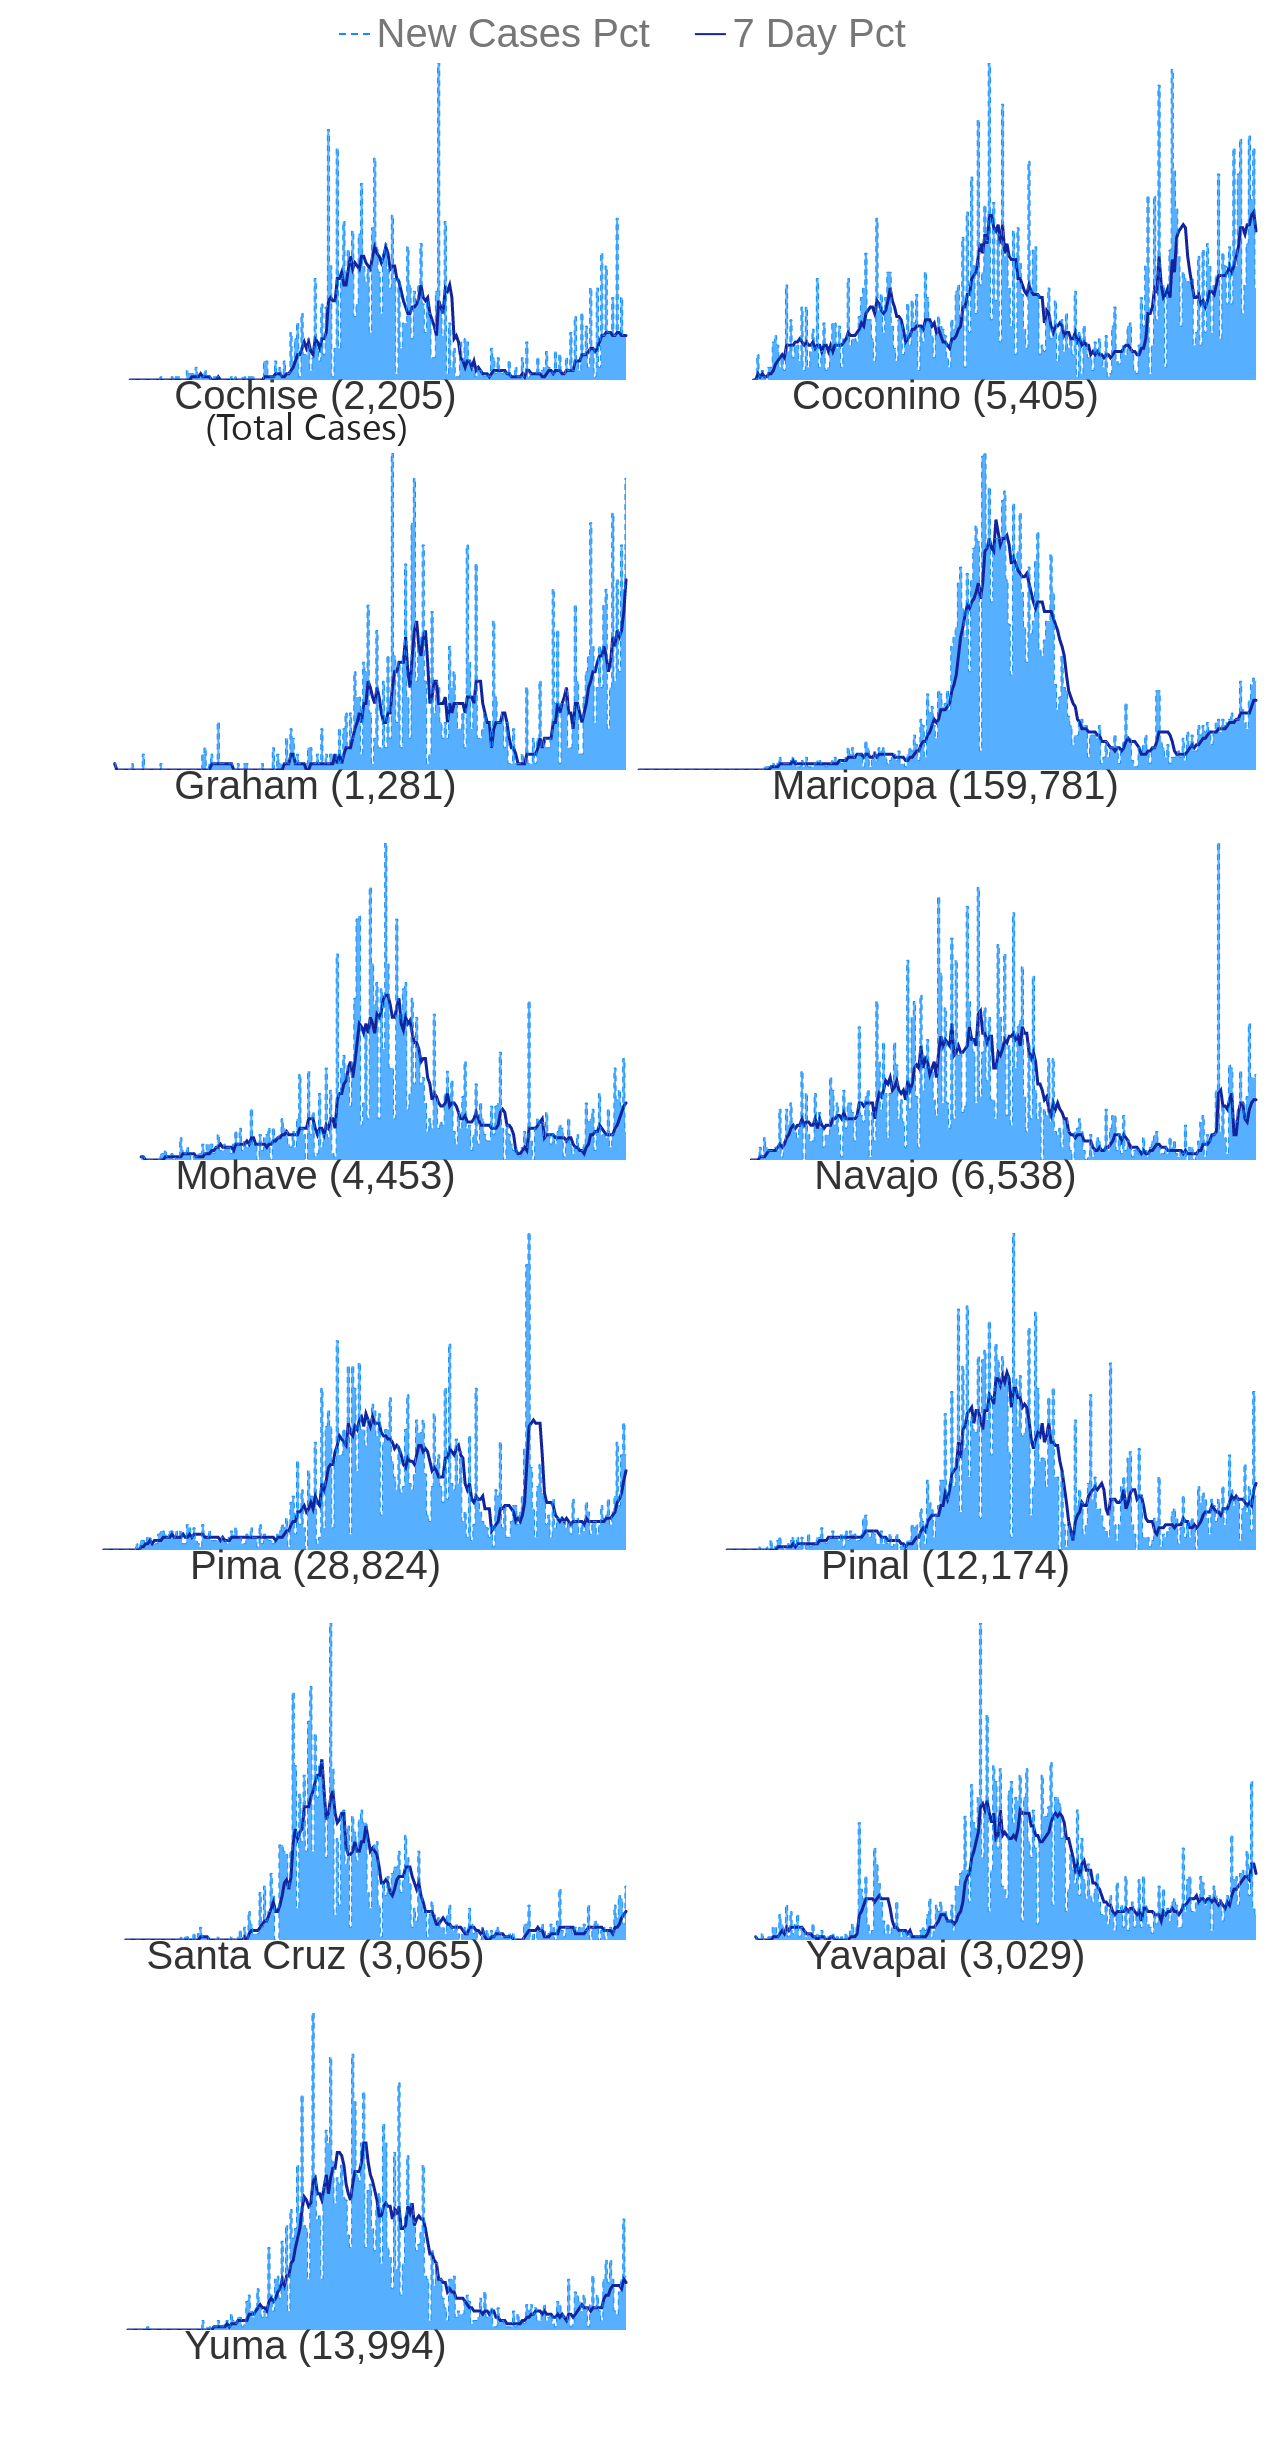 New Cases Pct 7 Day Pct
Cochise (2,205) Coconino (5,405)
(Total Cases)
Graham (1,281) Maricopa (159,781)
Mohave (4,453) Navajo (6,538)
Pima (28,824) Pinal (12,174)
Santa Cruz (3,065) Yavapai (3,029)
Yuma (13,994)